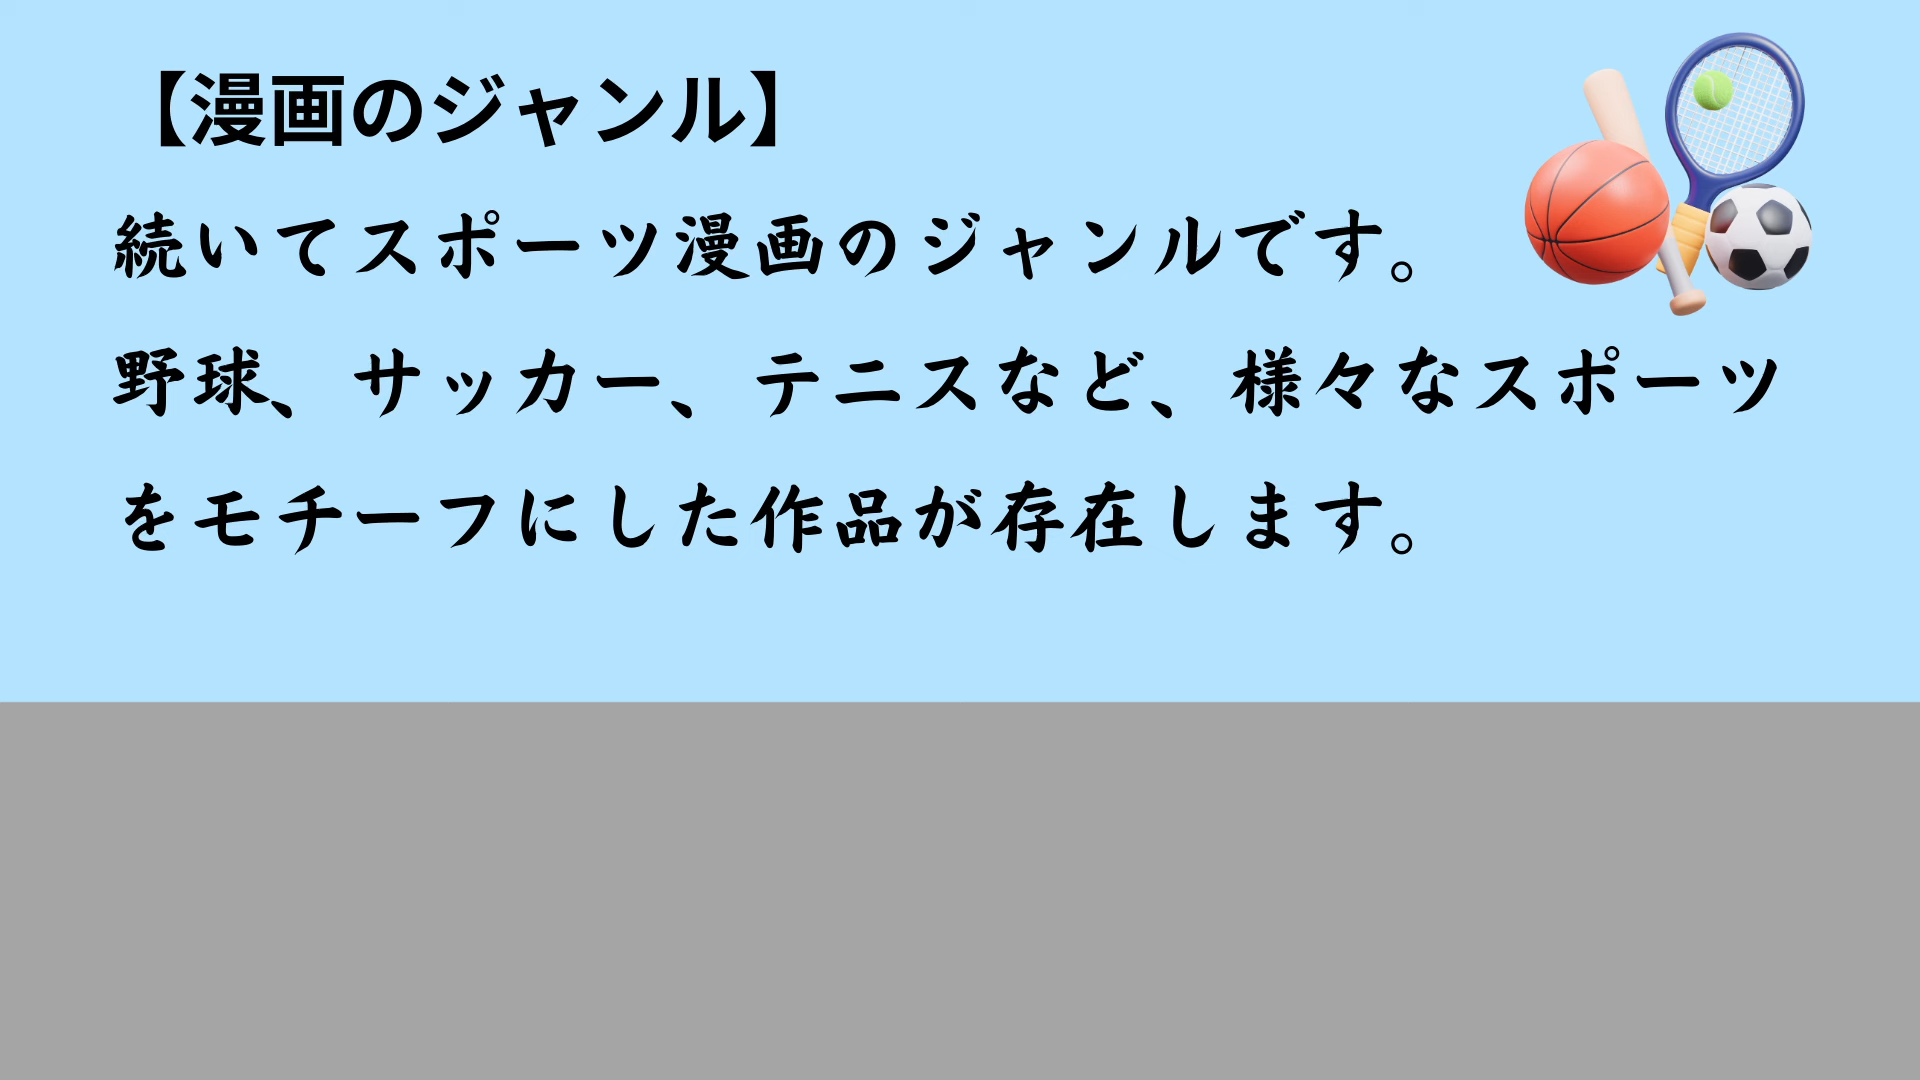 【漫画のジャンル】
続いてスポーツ漫画のジャンルです。
野球、サッカー、テニスなど、様々なスポーツ
をモチーフにした作品が存在します。